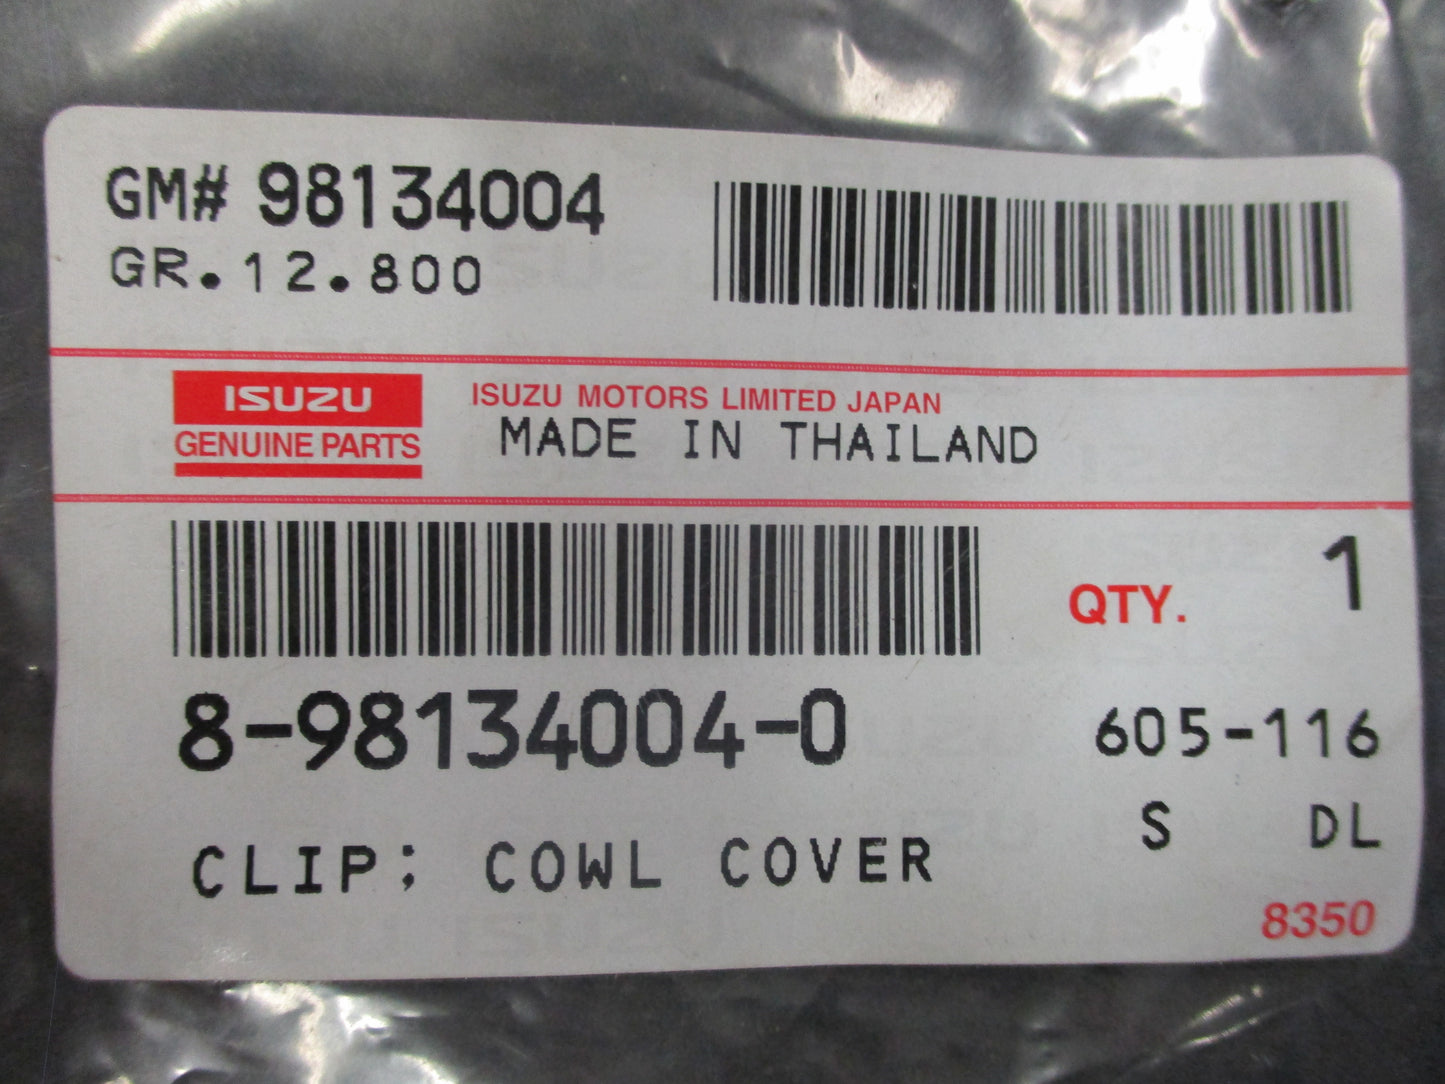 GM# 98134004
GR.12.800
ISUZU
GENUINE PARTS
ISUZU MOTORS LIMITED JAPAN
MADE IN THAILAND
QTY. 1
8-98134004-0
605-116
S DL
CLIP; COWL COVER
8350